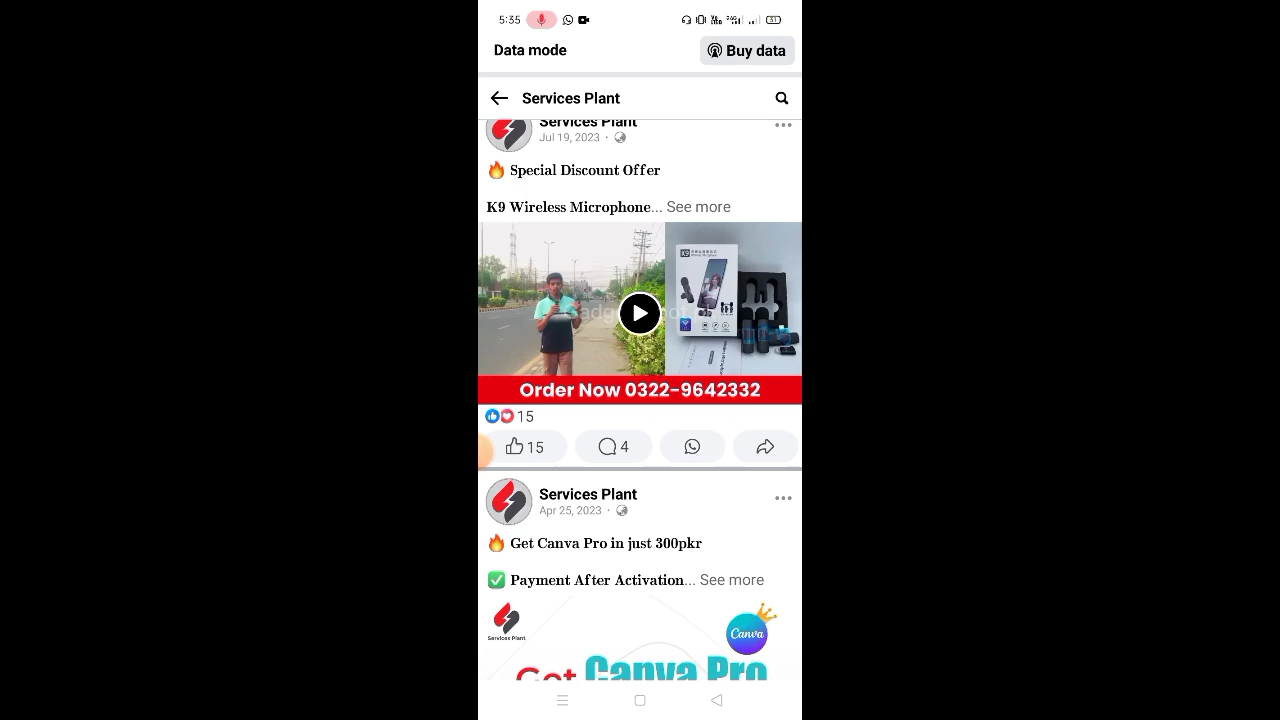 5:35
Data mode
Buy data
Services Plant
Services Plant
Jul 19, 2023 ·
🔥 Special Discount Offer
K9 Wireless Microphone... See more
K9
Order Now 0322-9642332
15
15
4
Services Plant
Apr 25, 2023 ·
🔥 Get Canva Pro in just 300pkr
✅ Payment After Activation... See more
Services Plant
Canva
Get Canva Pro